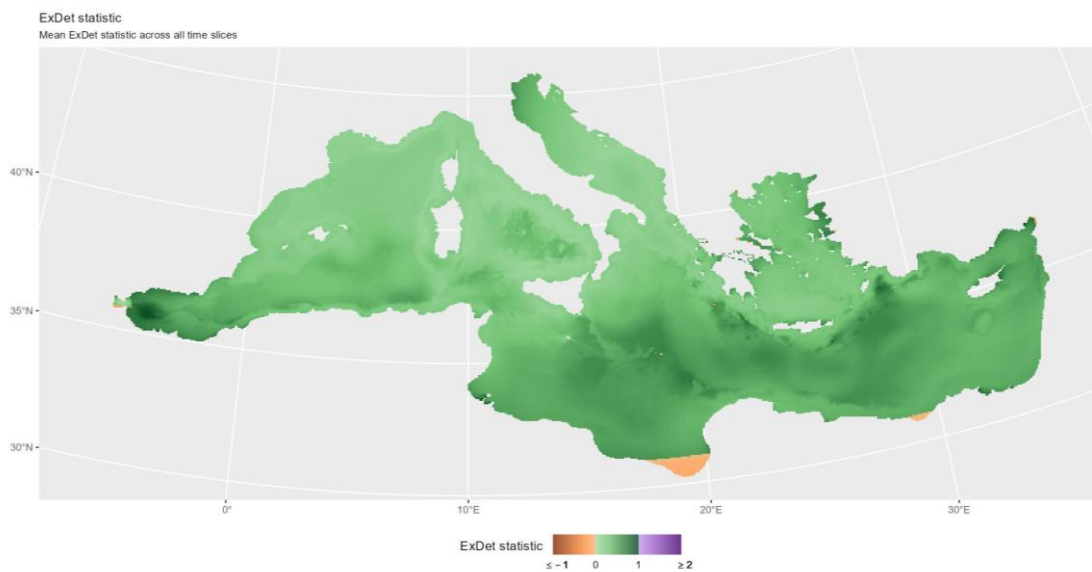 ExDet statistic
Mean ExDet statistic across all time slices
40°N
35°N
30°N
0°
10°E
20°E
30°E
ExDet statistic
≤ −1 0 1 ≥ 2